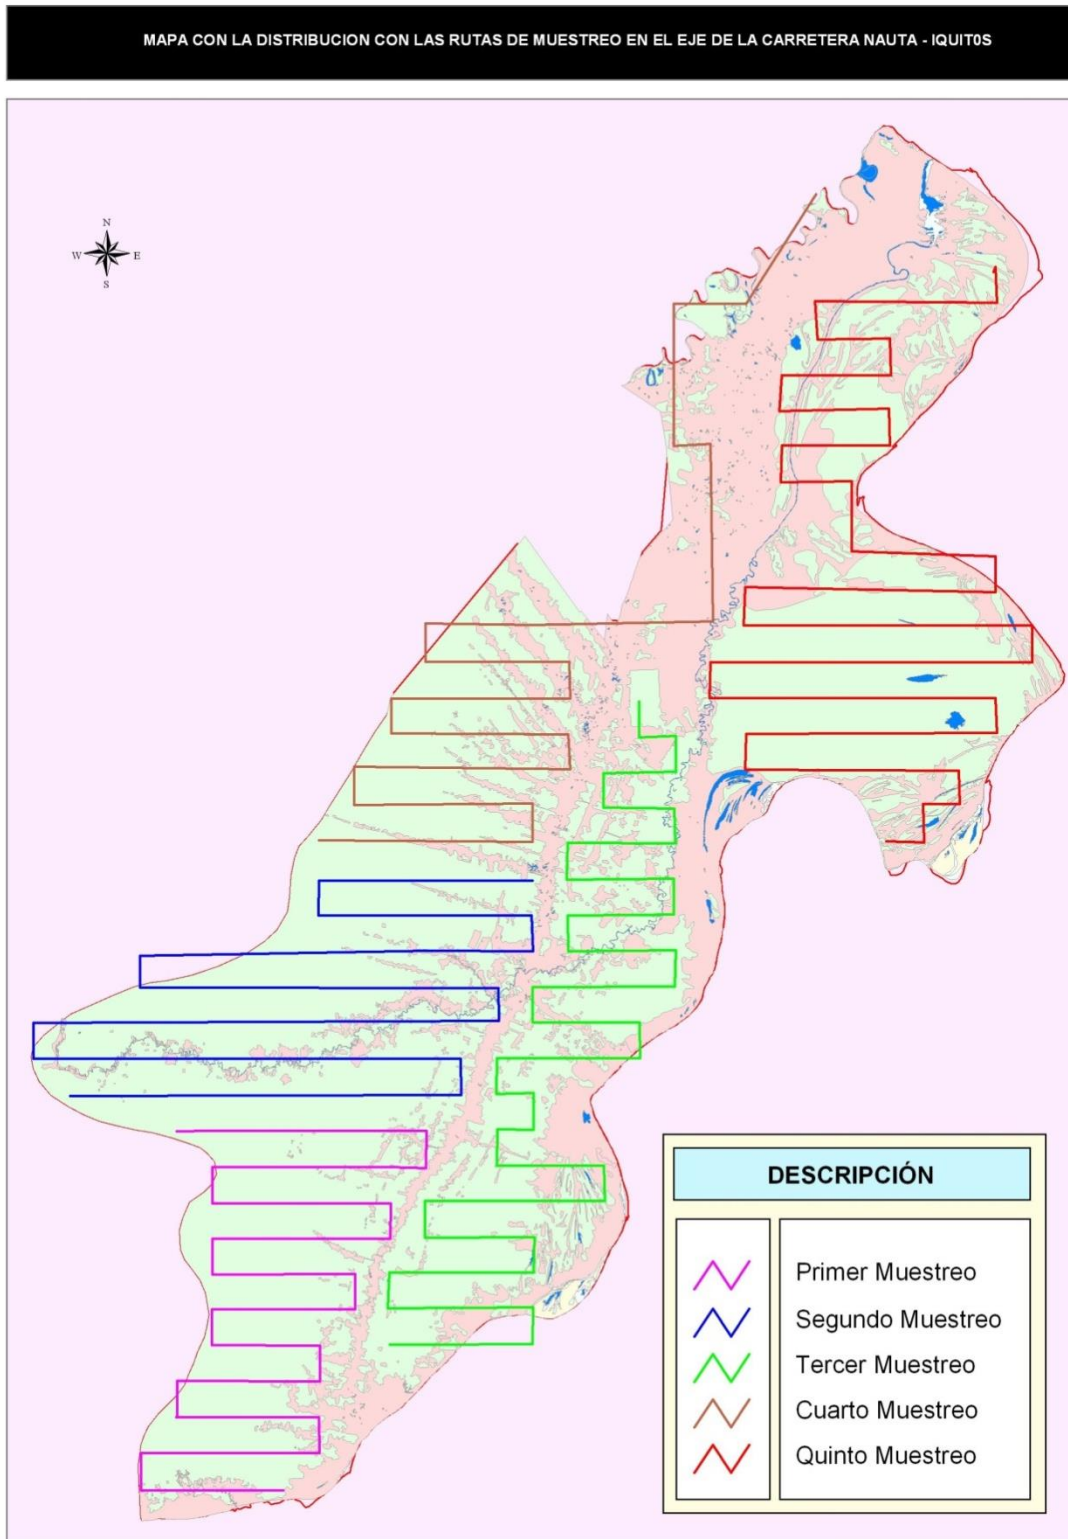 MAPA CON LA DISTRIBUCION CON LAS RUTAS DE MUESTREO EN EL EJE DE LA CARRETERA NAUTA - IQUIT0S
N
W E
S
DESCRIPCIÓN
Primer Muestreo
Segundo Muestreo
Tercer Muestreo
Cuarto Muestreo
Quinto Muestreo